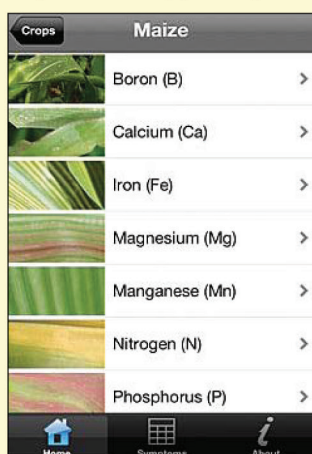 Crops
Maize
Boron (B)
Calcium (Ca)
Iron (Fe)
Magnesium (Mg)
Manganese (Mn)
Nitrogen (N)
Phosphorus (P)
Home
Symptoms
About